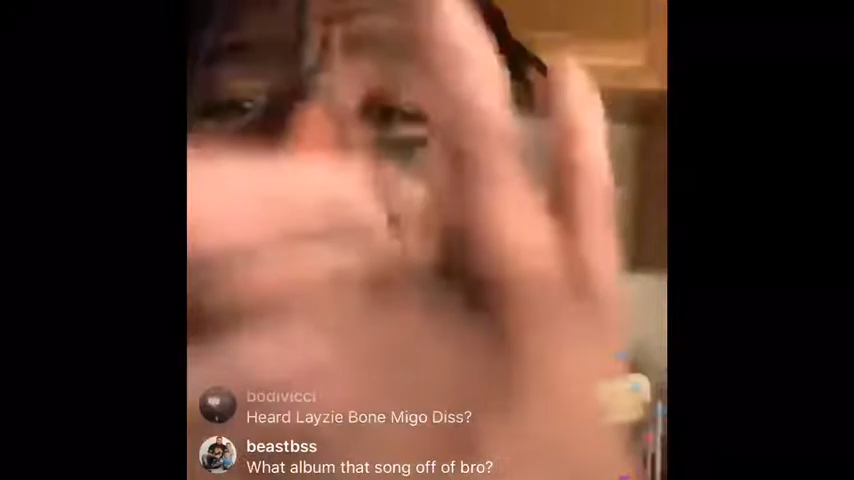 bodivicci
Heard Layzie Bone Migo Diss?
beastbss
What album that song off of bro?